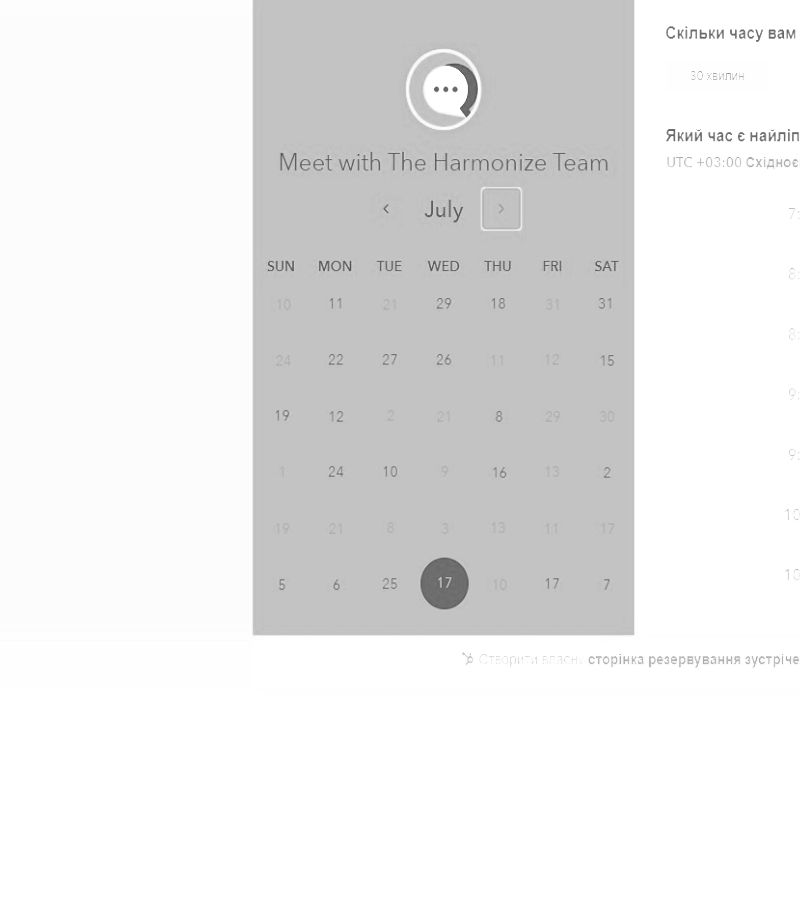 Meet with The Harmonize Team
July
SUN MON TUE WED THU FRI SAT
10 11 21 29 18 31 31
24 22 27 26 11 12 15
19 12 2 21 8 29 30
1 24 10 9 16 13 2
19 21 8 3 13 11 17
5 6 25 17 10 17 7
Скільки часу вам
30 хвилин
Який час є найліп
UTC +03:00 Східноє
7:
8:
8:
9:
9:
10
10
Створити власні сторінка резервування зустріче